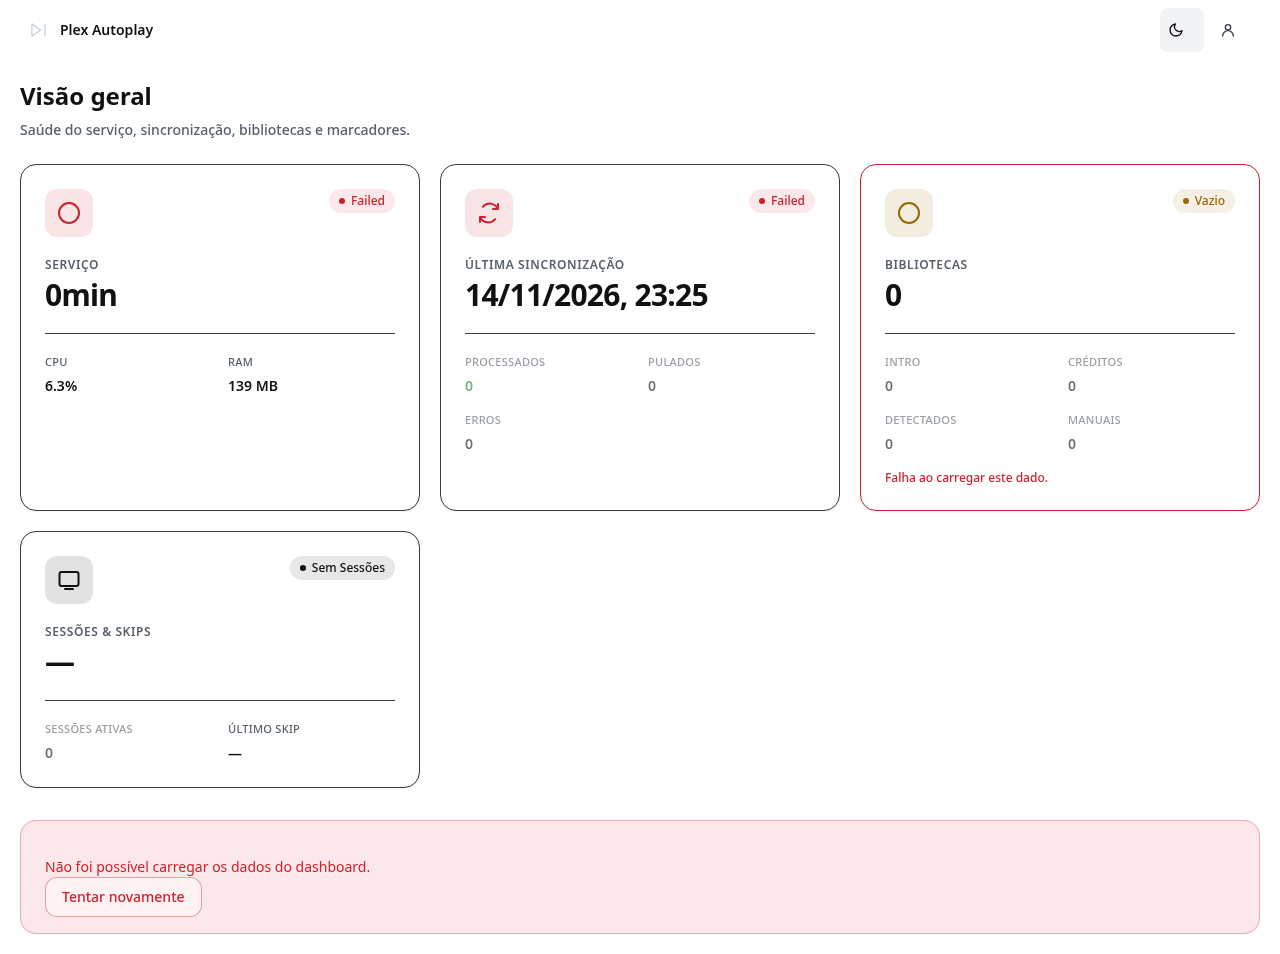 Plex Autoplay
Visão geral
Saúde do serviço, sincronização, bibliotecas e marcadores.
Failed
SERVIÇO
0min
CPU
RAM
6.3%
139 MB
Failed
ÚLTIMA SINCRONIZAÇÃO
14/11/2026, 23:25
PROCESSADOS
PULADOS
0
0
ERROS
0
Vazio
BIBLIOTECAS
0
INTRO
CRÉDITOS
0
0
DETECTADOS
MANUAIS
0
0
Falha ao carregar este dado.
Sem Sessões
SESSÕES & SKIPS
—
SESSÕES ATIVAS
ÚLTIMO SKIP
0
—
Não foi possível carregar os dados do dashboard.
Tentar novamente